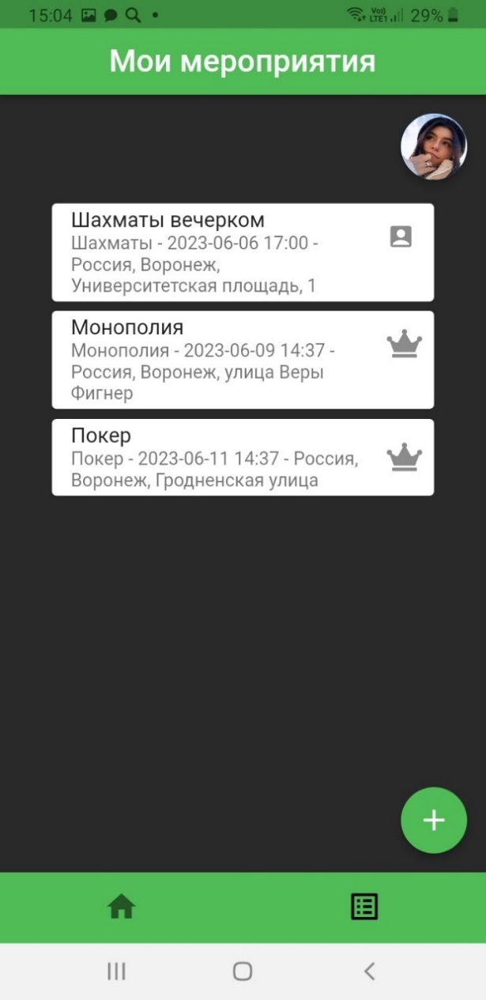 15:04
Vo)) LTE1 29%
Мои мероприятия
Шахматы вечерком
Шахматы - 2023-06-06 17:00 -
Россия, Воронеж,
Университетская площадь, 1
Монополия
Монополия - 2023-06-09 14:37 -
Россия, Воронеж, улица Веры
Фигнер
Покер
Покер - 2023-06-11 14:37 - Россия,
Воронеж, Гродненская улица